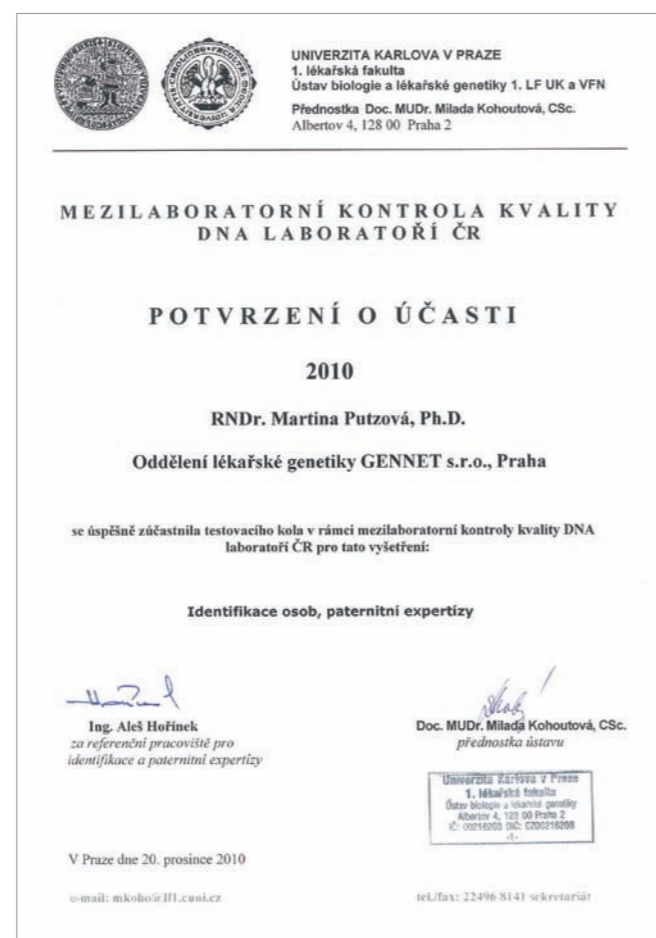 UNIVERZITA KARLOVA V PRAZE
1. lékařská fakulta
Ústav biologie a lékařské genetiky 1. LF UK a VFN
Přednostka Doc. MUDr. Milada Kohoutová, CSc.
Albertov 4, 128 00 Praha 2
MEZILABORATORNÍ KONTROLA KVALITY
DNA LABORATOŘÍ ČR
POTVRZENÍ O ÚČASTI
2010
RNDr. Martina Putzová, Ph.D.
Oddělení lékařské genetiky GENNET s.r.o., Praha
se úspěšně zúčastnila testovacího kola v rámci mezilaboratorní kontroly kvality DNA
laboratoří ČR pro tato vyšetření:
Identifikace osob, paternitní expertízy
Ing. Aleš Hořínek
za referenční pracoviště pro
identifikace a paternitní expertízy
Doc. MUDr. Milada Kohoutová, CSc.
přednostka ústavu
Univerzita Karlova v Praze
1. lékařská fakulta
Ústav biologie a lékařské genetiky
Albertov 4, 128 00 Praha 2
IČ: 00216208 DIČ: CZ00216208
-1-
V Praze dne 20. prosince 2010
e-mail: mkoho@lf1.cuni.cz
tel./fax: 22496 8141 sekretariát